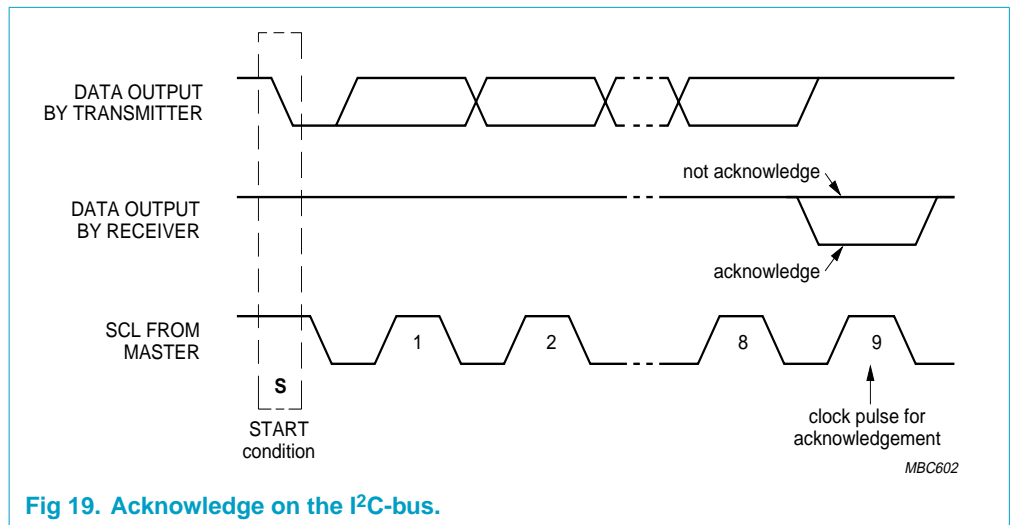 DATA OUTPUT
BY TRANSMITTER
not acknowledge
DATA OUTPUT
BY RECEIVER
acknowledge
SCL FROM
MASTER
1
2
8
9
S
START
condition
clock pulse for
acknowledgement
MBC602
Fig 19. Acknowledge on the I²C-bus.